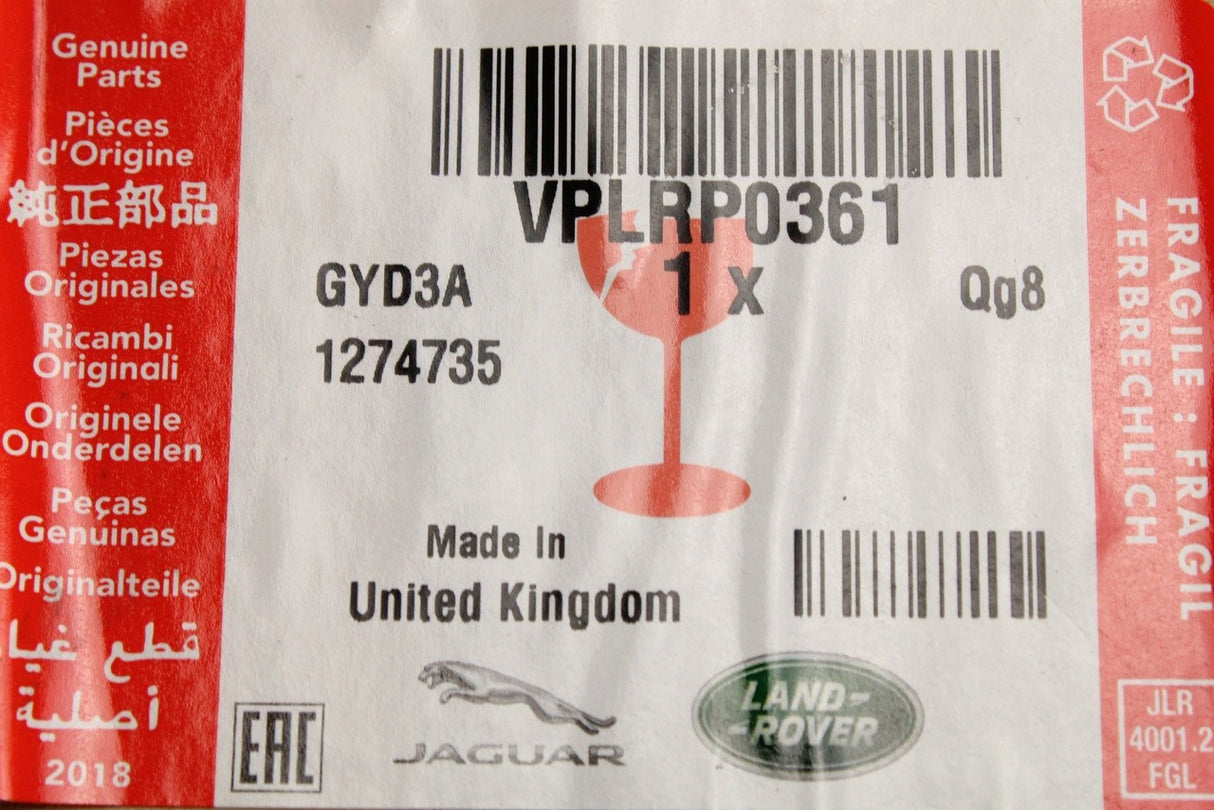 Genuine
Parts
Pièces
d'Origine
純正部品
Piezas
Originales
Ricambi
Originali
Originele
Onderdelen
Peças
Genuinas
Originalteile
قطع غيار
أصلية
2018
VPLRP0361
1 x
GYD3A
Qg8
1274735
Made In
United Kingdom
EAC
JAGUAR
LAND-
-ROVER
FRAGILE : FRAGIL
ZERBRECHLICH
JLR
4001.2
FGL